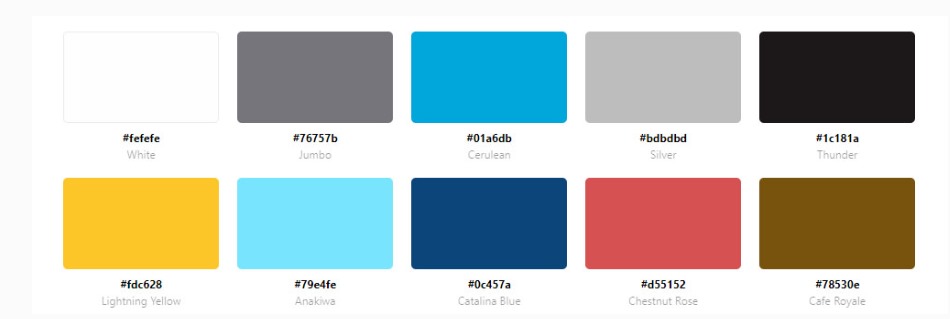 #fefefe #76757b #01a6db #bdbdbd #1c181a
White Jumbo Cerulean Silver Thunder
#fdc628 #79e4fe #0c457a #d55152 #78530e
Lightning Yellow Anakiwa Catalina Blue Chestnut Rose Cafe Royale